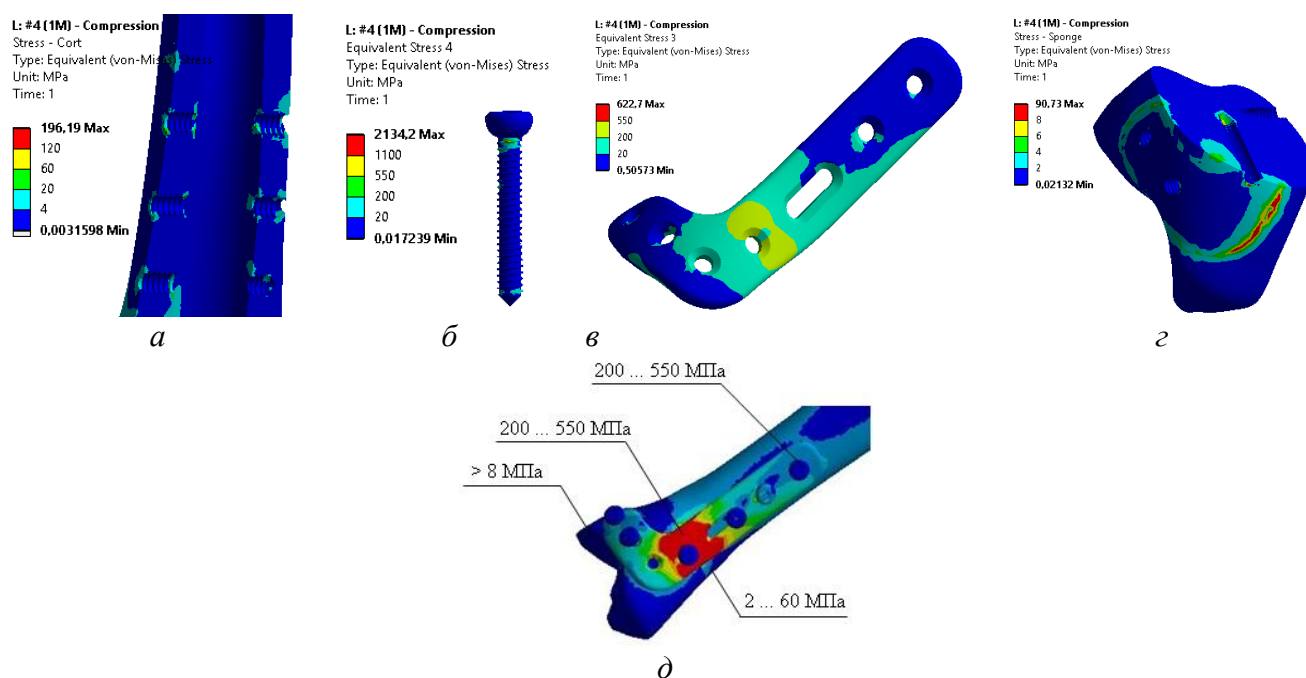 L: #4 (1M) - Compression
Stress - Cort
Type: Equivalent (von-Mises) Stress
Unit: MPa
Time: 1
196,19 Max
120
60
20
4
0,0031598 Min
а
L: #4 (1M) - Compression
Equivalent Stress 4
Type: Equivalent (von-Mises) Stress
Unit: MPa
Time: 1
2134,2 Max
1100
550
200
20
0,017239 Min
б
L: #4 (1M) - Compression
Equivalent Stress 3
Type: Equivalent (von-Mises) Stress
Unit: MPa
Time: 1
622,7 Max
550
200
20
0,50573 Min
в
L: #4 (1M) - Compression
Stress - Sponge
Type: Equivalent (von-Mises) Stress
Unit: MPa
Time: 1
90,73 Max
8
6
4
2
0,02132 Min
г
200 ... 550 МПа
200 ... 550 МПа
> 8 МПа
2 ... 60 МПа
д